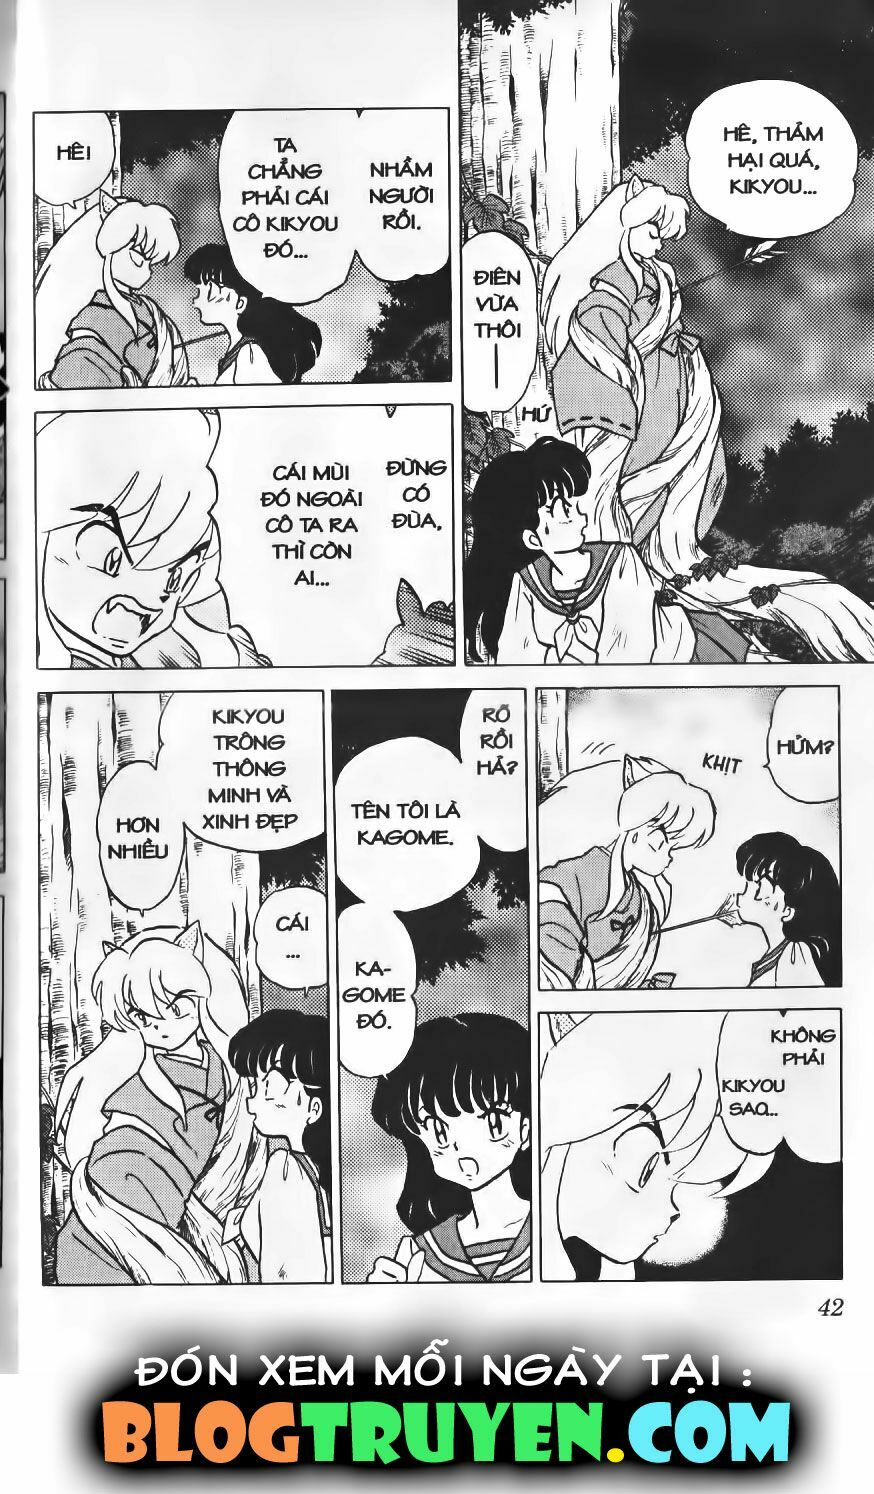 HÊ, THẢM
HẠI QUÁ,
KIKYOU...
ĐIÊN
VỪA
THÔI
HỨ
NHẦM
NGƯỜI
RỒI.
TA
CHẲNG
PHẢI CÁI
CÔ KIKYOU
ĐÓ...
HÊ!
ĐỪNG
CÓ
ĐÙA,
CÁI MÙI
ĐÓ NGOÀI
CÔ TA RA
THÌ CÒN
AI...
HỬM?
KHỊT
KHÔNG
PHẢI
KIKYOU
SAO...
RÕ
RỒI
HẢ?
TÊN TÔI LÀ
KAGOME.
KA-
GOME
ĐÓ.
KIKYOU
TRÔNG
THÔNG
MINH VÀ
XINH ĐẸP
HƠN
NHIỀU
CÁI
...
42
ĐÓN XEM MỖI NGÀY TẠI :
BLOGTRUYEN.COM